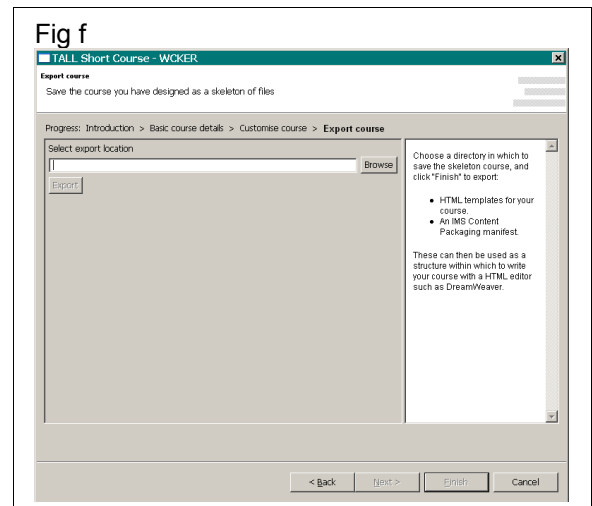 Fig f
TALL Short Course - WCKER
Export course
Save the course you have designed as a skeleton of files
Progress: Introduction > Basic course details > Customise course > Export course
Select export location
Browse
Export
Choose a directory in which to
save the skeleton course, and
click "Finish" to export:
• HTML templates for your
course.
• An IMS Content
Packaging manifest.
These can then be used as a
structure within which to write
your course with a HTML editor
such as DreamWeaver.
< Back
Next >
Finish
Cancel